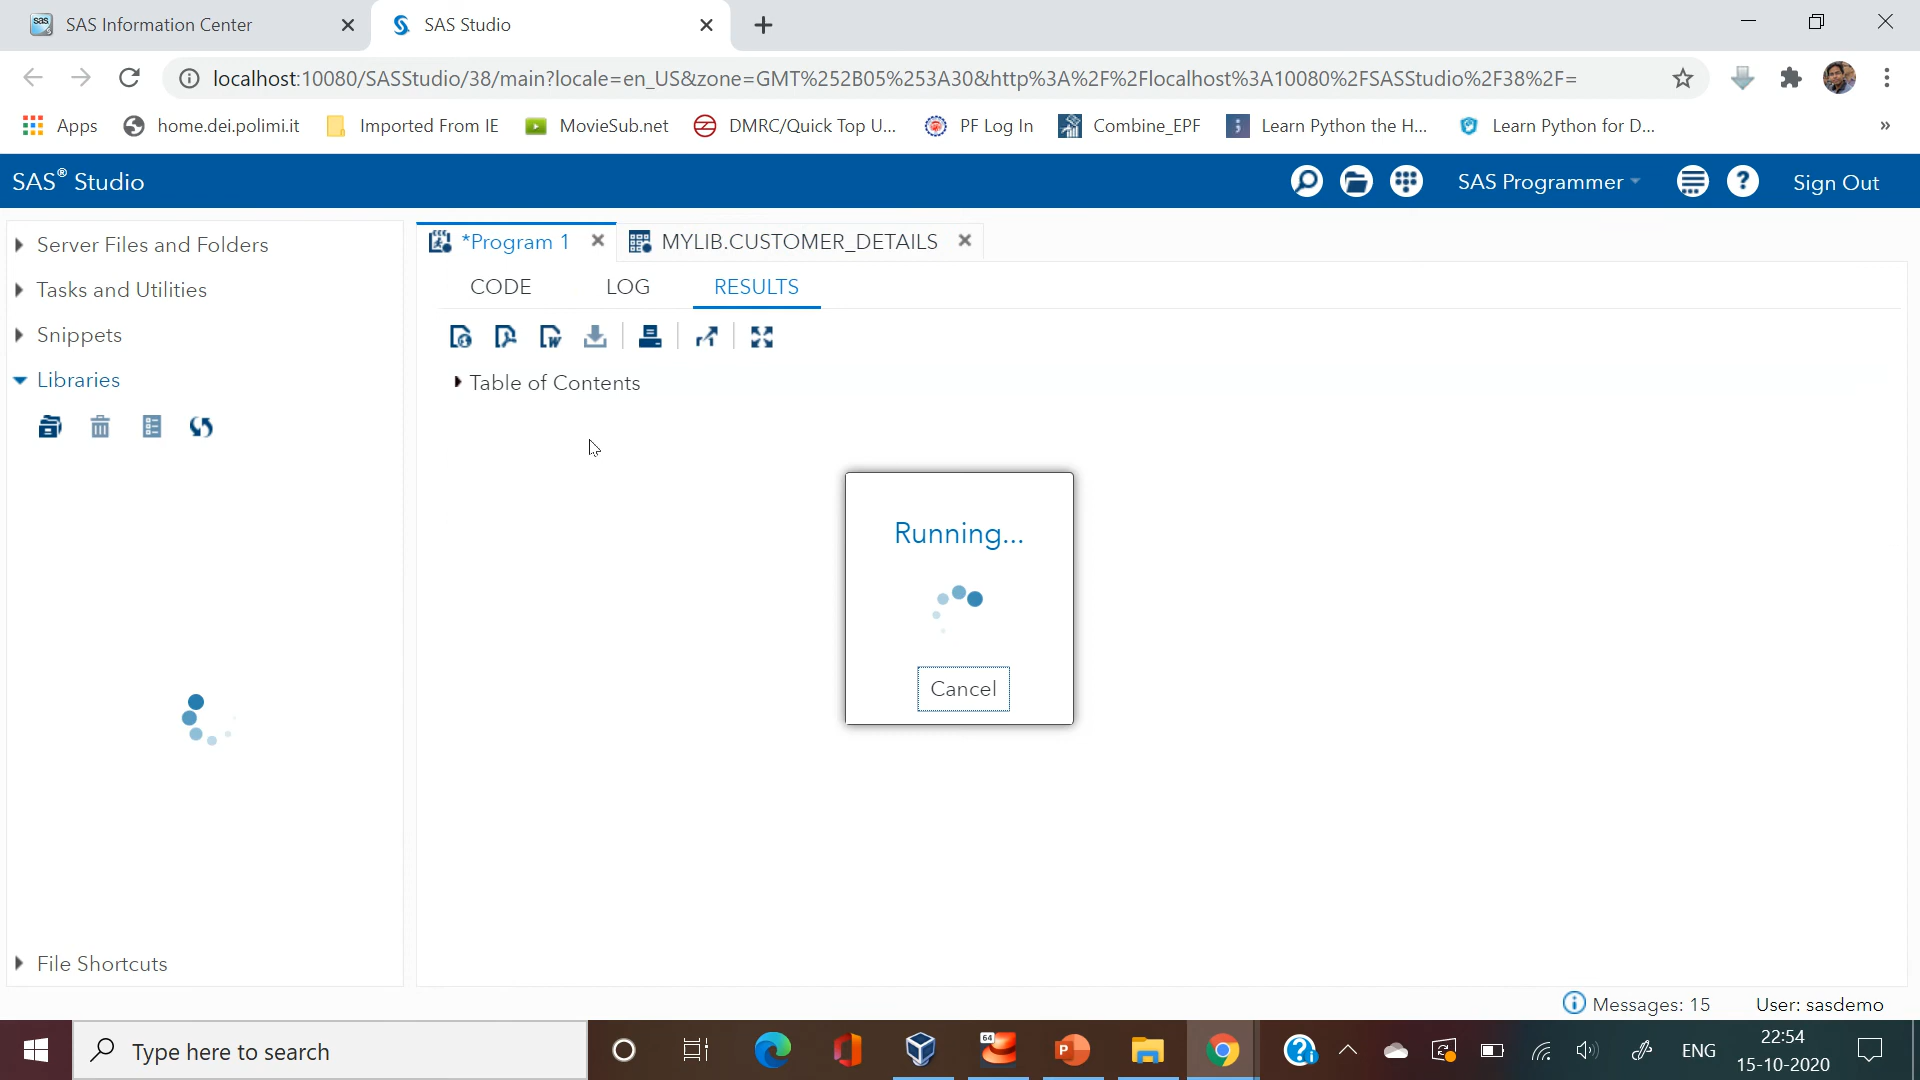 SAS Information Center
SAS Studio
localhost:10080/SASStudio/38/main?locale=en_US&zone=GMT%252B05%253A30&http%3A%2F%2Flocalhost%3A10080%2FSASStudio%2F38%2F=
Apps home.dei.polimi.it Imported From IE MovieSub.net DMRC/Quick Top U... PF Log In Combine_EPF Learn Python the H... Learn Python for D... »
SAS® Studio
SAS Programmer
Sign Out
Server Files and Folders
Tasks and Utilities
Snippets
Libraries
File Shortcuts
*Program 1
MYLIB.CUSTOMER_DETAILS
CODE LOG RESULTS
Table of Contents
Running...
Cancel
Messages: 15 User: sasdemo
Type here to search
64
ENG
22:54
15-10-2020